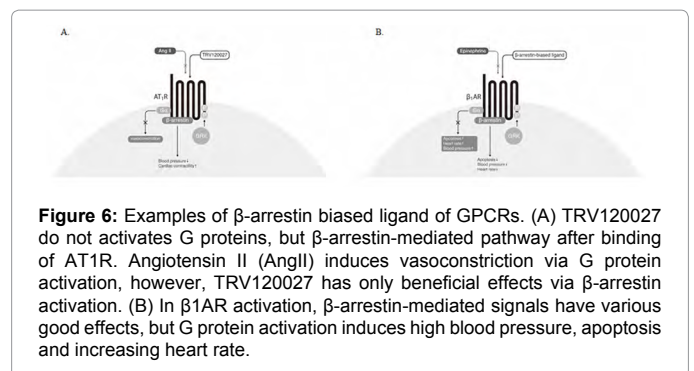 A.
B.
Ang II
TRV120027
Epinephrine
β-arrestin-biased ligand
AT₁R
β₁AR
β-arrestin
β-arrestin
GRK
Blood pressure↓
Cardiac contractility↑
Apoptosis↓
Blood pressure↓
Heart rate↓
Figure 6: Examples of β-arrestin biased ligand of GPCRs. (A) TRV120027
do not activates G proteins, but β-arrestin-mediated pathway after binding
of AT1R. Angiotensin II (AngII) induces vasoconstriction via G protein
activation, however, TRV120027 has only beneficial effects via β-arrestin
activation. (B) In β1AR activation, β-arrestin-mediated signals have various
good effects, but G protein activation induces high blood pressure, apoptosis
and increasing heart rate.